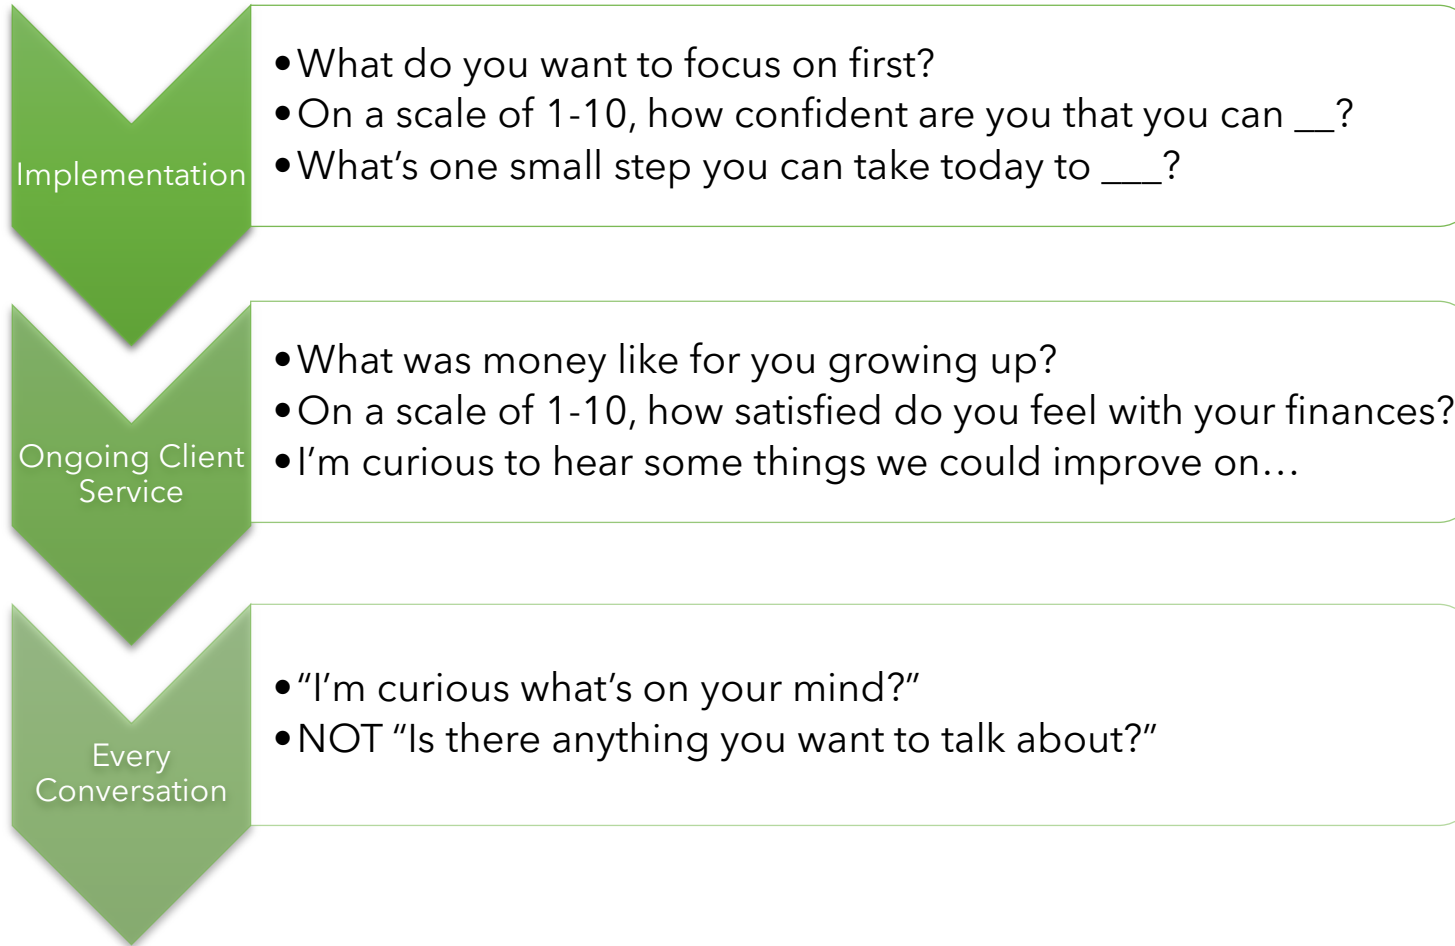 Implementation
•What do you want to focus on first?
•On a scale of 1-10, how confident are you that you can __?
•What’s one small step you can take today to ___?
Ongoing Client
Service
•What was money like for you growing up?
•On a scale of 1-10, how satisfied do you feel with your finances?
•I’m curious to hear some things we could improve on…
Every
Conversation
•“I’m curious what’s on your mind?”
•NOT “Is there anything you want to talk about?”